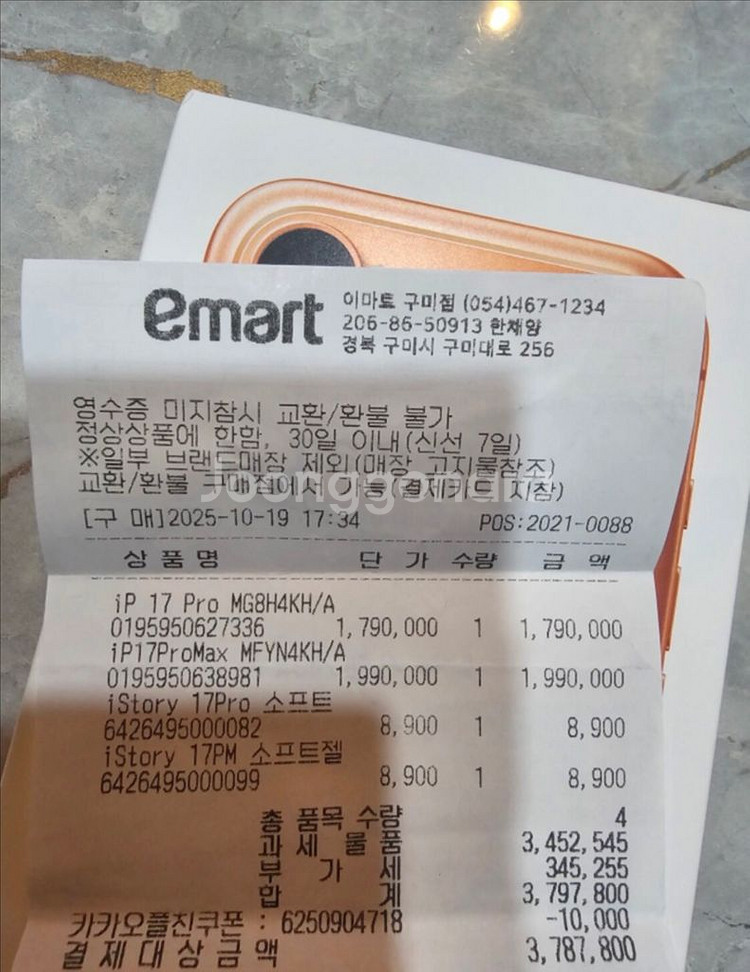 emart
이마트 구미점 (054)467-1234
206-86-50913 한채양
경북 구미시 구미대로 256
영수증 미지참시 교환/환불 불가
정상상품에 한함, 30일 이내(신선 7일)
※일부 브랜드매장 제외(매장 고지물참조)
교환/환불 구매점에서 가능(결제카드 지참)
Joonggonara
[구 매]2025-10-19 17:34 POS:2021-0088
상품명 단 가 수량 금 액
iP 17 Pro MG8H4KH/A
0195950627336 1,790,000 1 1,790,000
iP17ProMax MFYN4KH/A
0195950638981 1,990,000 1 1,990,000
iStory 17Pro 소프트
6426495000082 8,900 1 8,900
iStory 17PM 소프트젤
6426495000099 8,900 1 8,900
총 품목 수량 4
과 세 물 품 3,452,545
부 가 세 345,255
합 계 3,797,800
카카오플친쿠폰 : 6250904718 -10,000
결 제 대 상 금 액 3,787,800